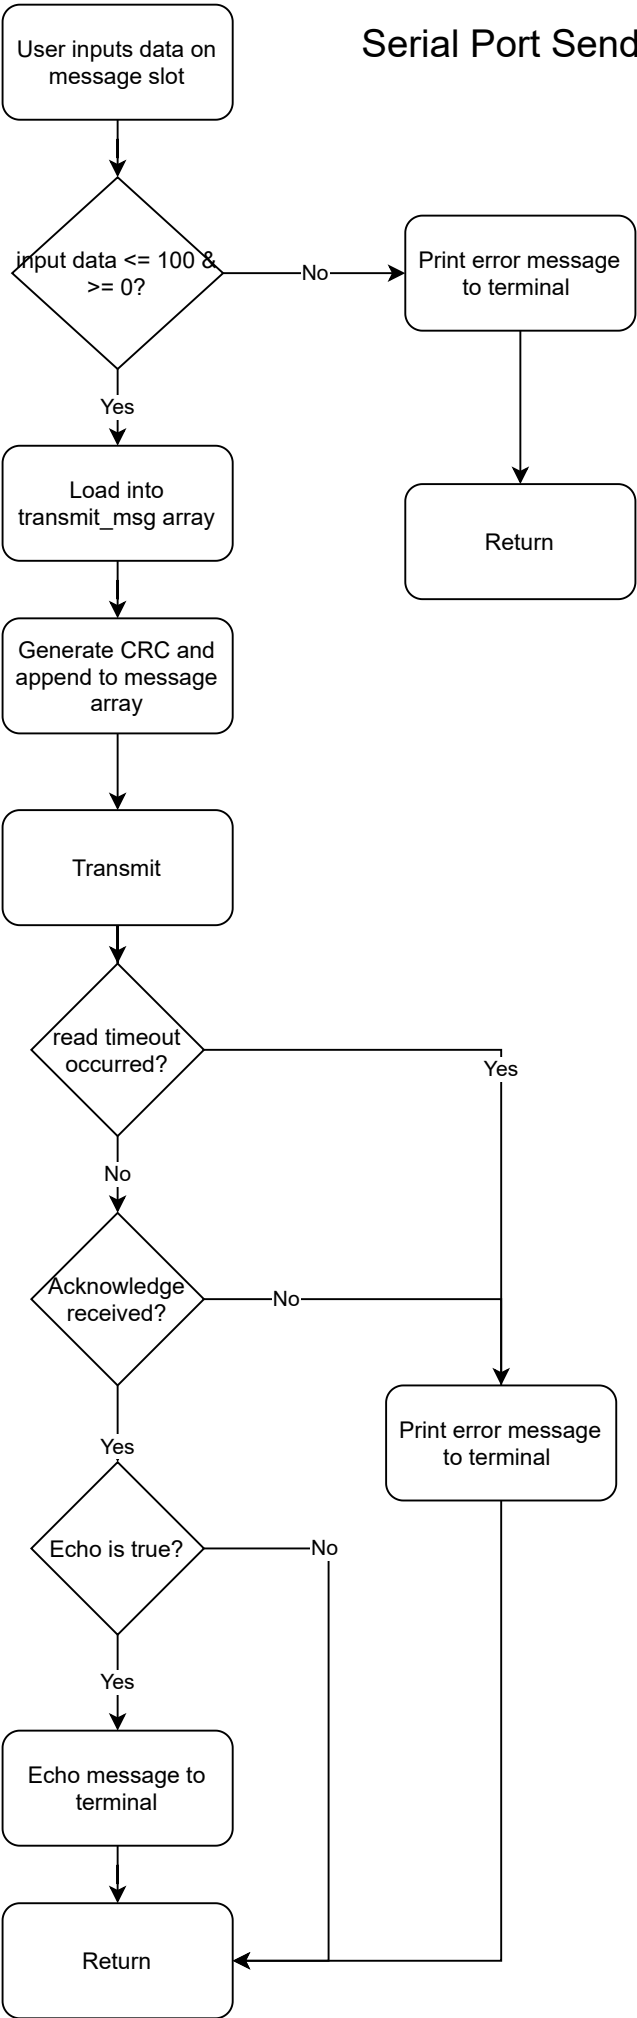 Serial Port Send
User inputs data on
message slot
input data <= 100 &
>= 0?
No
Print error message
to terminal
Yes
Load into
transmit_msg array
Return
Generate CRC and
append to message
array
Transmit
read timeout
occurred?
Yes
No
Acknowledge
received?
No
Print error message
to terminal
Yes
Echo is true?
No
Yes
Echo message to
terminal
Return